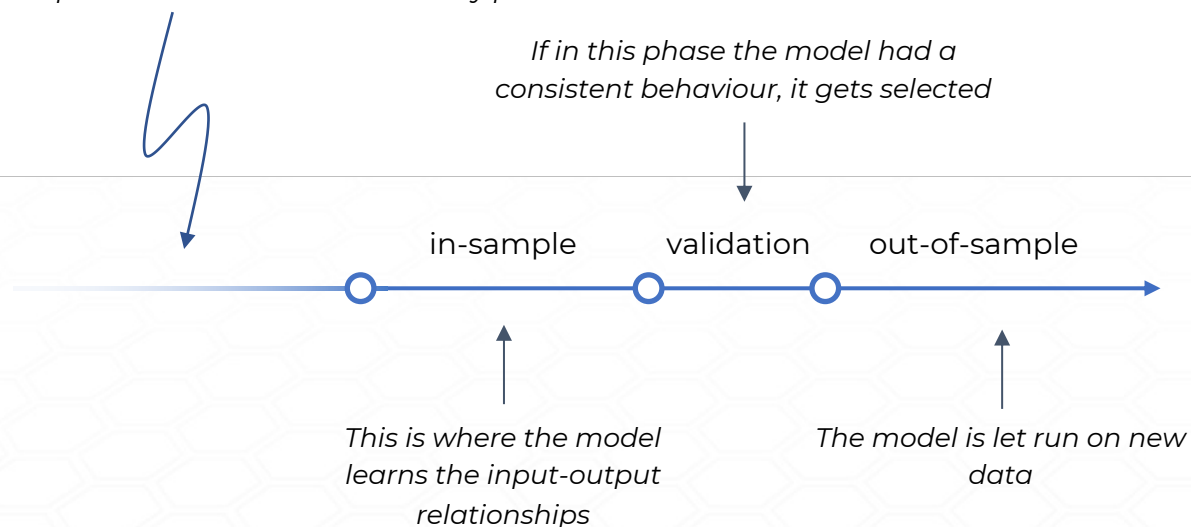 If in this phase the model had a
consistent behaviour, it gets selected
in-sample
validation
out-of-sample
This is where the model
learns the input-output
relationships
The model is let run on new
data